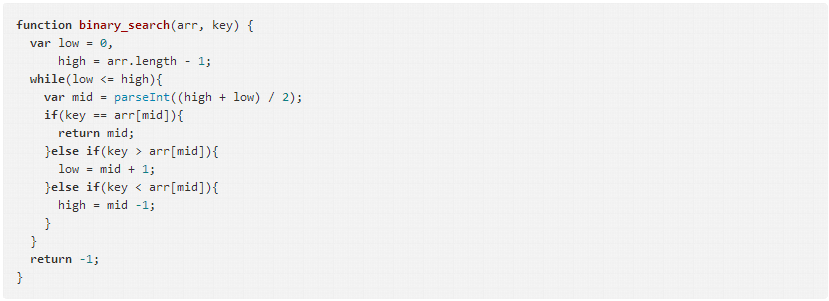 function binary_search(arr, key) {
  var low = 0,
      high = arr.length - 1;
  while(low <= high){
    var mid = parseInt((high + low) / 2);
    if(key == arr[mid]){
      return mid;
    }else if(key > arr[mid]){
      low = mid + 1;
    }else if(key < arr[mid]){
      high = mid -1;
    }
  }
  return -1;
}